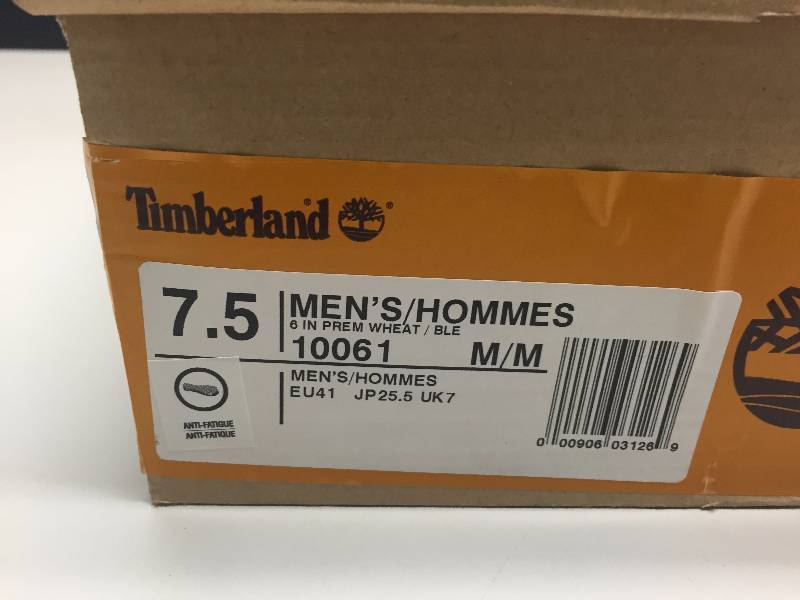 Timberland®
7.5 MEN'S/HOMMES
6 IN PREM WHEAT / BLE
10061 M/M
MEN'S/HOMMES
EU41 JP25.5 UK7
ANTI-FATIGUE
ANTI-FATIQUE
0 00906 03126 9